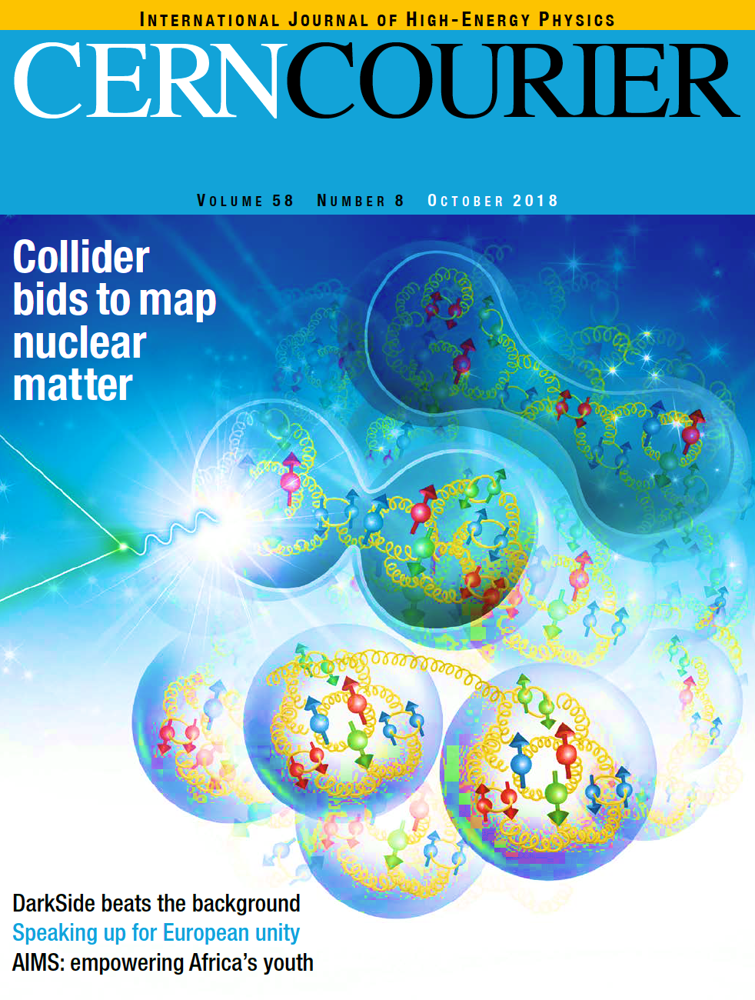 INTERNATIONAL JOURNAL OF HIGH-ENERGY PHYSICS
CERNCOURIER
VOLUME 58 NUMBER 8 OCTOBER 2018
Collider
bids to map
nuclear
matter
DarkSide beats the background
Speaking up for European unity
AIMS: empowering Africa's youth